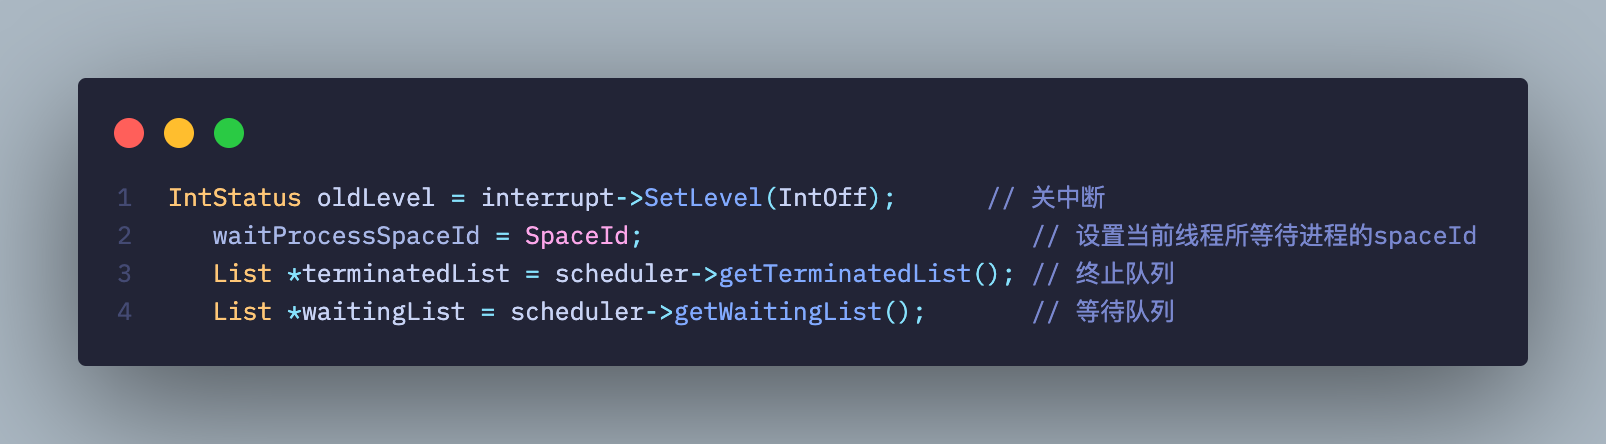 1 IntStatus oldLevel = interrupt->SetLevel(IntOff); // 关中断
2 waitProcessSpaceId = SpaceId; // 设置当前线程所等待进程的spaceId
3 List *terminatedList = scheduler->getTerminatedList(); // 终止队列
4 List *waitingList = scheduler->getWaitingList(); // 等待队列